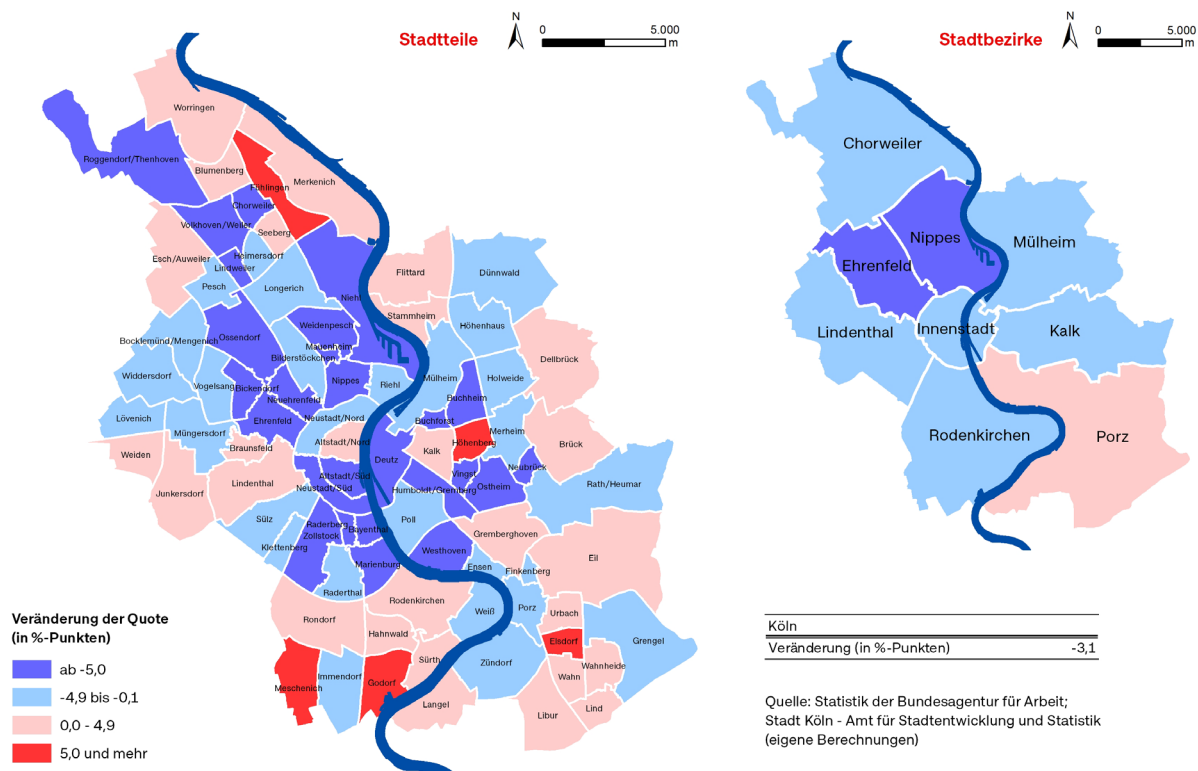 Stadtteile
N
0
5.000
m
Stadtbezirke
N
0
5.000
m
Worringen
Roggendorf/Thenhoven
Blumenberg
Fühlingen
Merkenich
Chorweiler
Volkhoven/Weiler
Seeberg
Esch/Auweiler
Heimersdorf
Lindweiler
Pesch
Longerich
Niehl
Flittard
Dünnwald
Stammheim
Höhenhaus
Weidenpesch
Ossendorf
Mauenheim
Bocklemünd/Mengenich
Bilderstöckchen
Dellbrück
Widdersdorf
Vogelsang
Bickendorf
Nippes
Riehl
Mülheim
Holweide
Buchheim
Neuehrenfeld
Lövenich
Müngersdorf
Ehrenfeld
Neustadt/Nord
Buchforst
Merheim
Weiden
Braunsfeld
Altstadt/Nord
Kalk
Höhenberg
Brück
Deutz
Junkersdorf
Lindenthal
Altstadt/Süd
Neustadt/Süd
Vingst
Neubrück
Humboldt/Gremberg
Ostheim
Rath/Heumar
Sülz
Klettenberg
Raderberg
Zollstock
Bayenthal
Poll
Gremberghoven
Marienburg
Westhoven
Ensen
Finkenberg
Eil
Raderthal
Rodenkirchen
Weiß
Porz
Urbach
Rondorf
Hahnwald
Elsdorf
Grengel
Sürth
Zündorf
Wahnheide
Wahn
Meschenich
Immendorf
Godorf
Langel
Libur
Lind
Chorweiler
Nippes
Mülheim
Ehrenfeld
Lindenthal
Innenstadt
Kalk
Rodenkirchen
Porz
Veränderung der Quote
(in %-Punkten)
ab -5,0
-4,9 bis -0,1
0,0 - 4,9
5,0 und mehr
Köln
Veränderung (in %-Punkten) -3,1
Quelle: Statistik der Bundesagentur für Arbeit;
Stadt Köln - Amt für Stadtentwicklung und Statistik
(eigene Berechnungen)